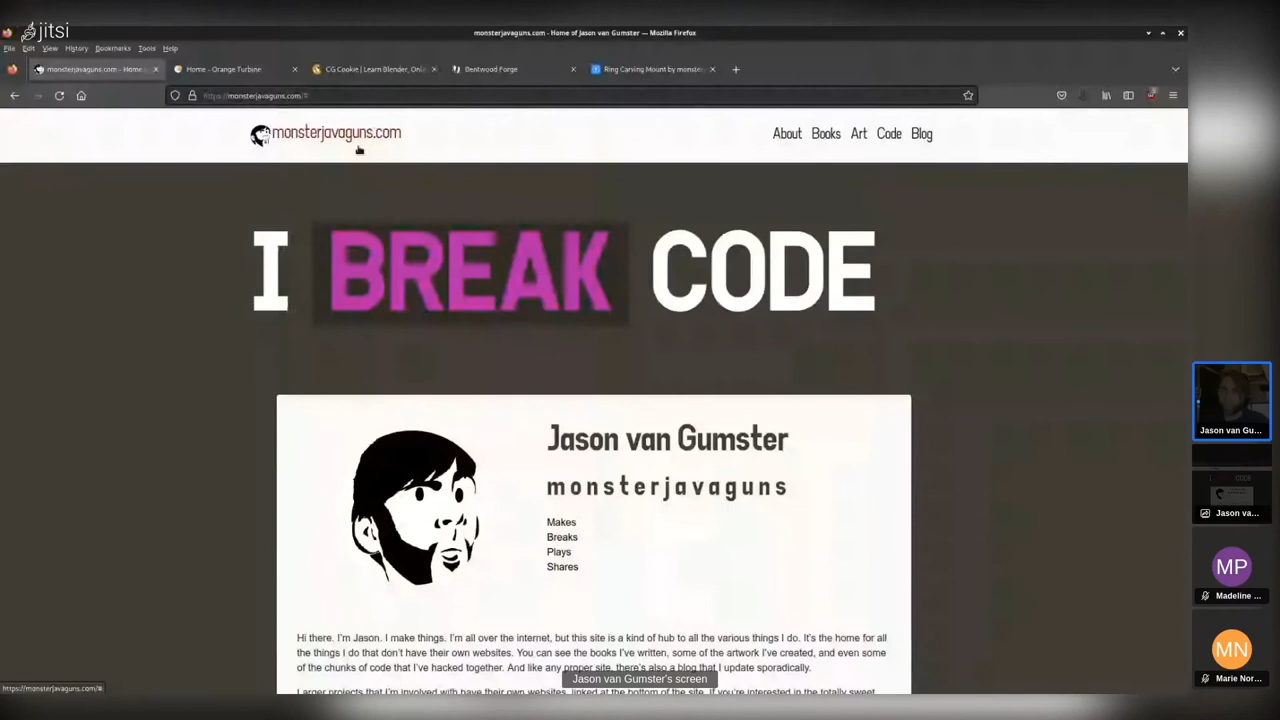 jitsi
monsterjavaguns.com - Home of Jason van Gumster — Mozilla Firefox
File Edit View History Bookmarks Tools Help
monsterjavaguns.com - Home
Home - Orange Turbine
CG Cookie | Learn Blender, Onli
Bentwood Forge
Ring Carving Mount by monste
https://monsterjavaguns.com/#
monsterjavaguns.com
About Books Art Code Blog
I BREAK CODE
Jason van Gumster
monsterjavaguns
Makes
Breaks
Plays
Shares
Hi there. I'm Jason. I make things. I'm all over the internet, but this site is a kind of hub to all the various things I do. It's the home for all
the things I do that don't have their own websites. You can see the books I've written, some of the artwork I've created, and even some
of the chunks of code that I've hacked together. And like any proper site, there's also a blog that I update sporadically.
Larger projects that I'm involved with have their own websites, linked at the bottom of the site. If you're interested in the totally sweet
Jason van Gumster's screen
https://monsterjavaguns.com/#
Jason van Gu...
I CODE
Jason va...
MP
Madeline ...
MN
Marie Nor...